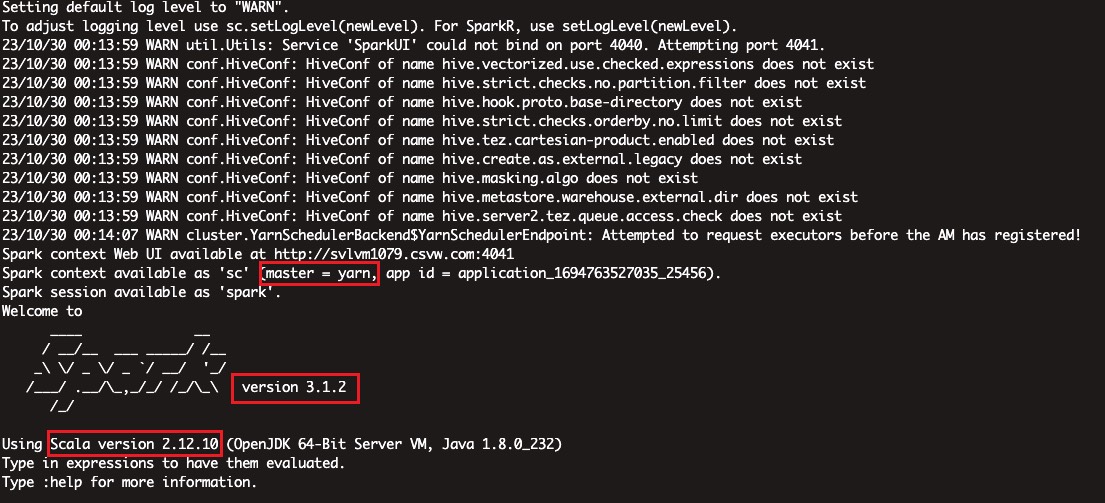 Setting default log level to "WARN".
To adjust logging level use sc.setLogLevel(newLevel). For SparkR, use setLogLevel(newLevel).
23/10/30 00:13:59 WARN util.Utils: Service 'SparkUI' could not bind on port 4040. Attempting port 4041.
23/10/30 00:13:59 WARN conf.HiveConf: HiveConf of name hive.vectorized.use.checked.expressions does not exist
23/10/30 00:13:59 WARN conf.HiveConf: HiveConf of name hive.strict.checks.no.partition.filter does not exist
23/10/30 00:13:59 WARN conf.HiveConf: HiveConf of name hive.hook.proto.base-directory does not exist
23/10/30 00:13:59 WARN conf.HiveConf: HiveConf of name hive.strict.checks.orderby.no.limit does not exist
23/10/30 00:13:59 WARN conf.HiveConf: HiveConf of name hive.tez.cartesian-product.enabled does not exist
23/10/30 00:13:59 WARN conf.HiveConf: HiveConf of name hive.create.as.external.legacy does not exist
23/10/30 00:13:59 WARN conf.HiveConf: HiveConf of name hive.masking.algo does not exist
23/10/30 00:13:59 WARN conf.HiveConf: HiveConf of name hive.metastore.warehouse.external.dir does not exist
23/10/30 00:13:59 WARN conf.HiveConf: HiveConf of name hive.server2.tez.queue.access.check does not exist
23/10/30 00:14:07 WARN cluster.YarnSchedulerBackend$YarnSchedulerEndpoint: Attempted to request executors before the AM has registered!
Spark context Web UI available at http://svlvm1079.csvw.com:4041
Spark context available as 'sc' (master = yarn, app id = application_1694763527035_25456).
Spark session available as 'spark'.
Welcome to
      ____              __
     / __/__  ___ _____/ /__
    _\ \/ _ \/ _ `/ __/  '_/
   /___/ .__/\_,_/_/ /_/\_\   version 3.1.2
      /_/
Using Scala version 2.12.10 (OpenJDK 64-Bit Server VM, Java 1.8.0_232)
Type in expressions to have them evaluated.
Type :help for more information.